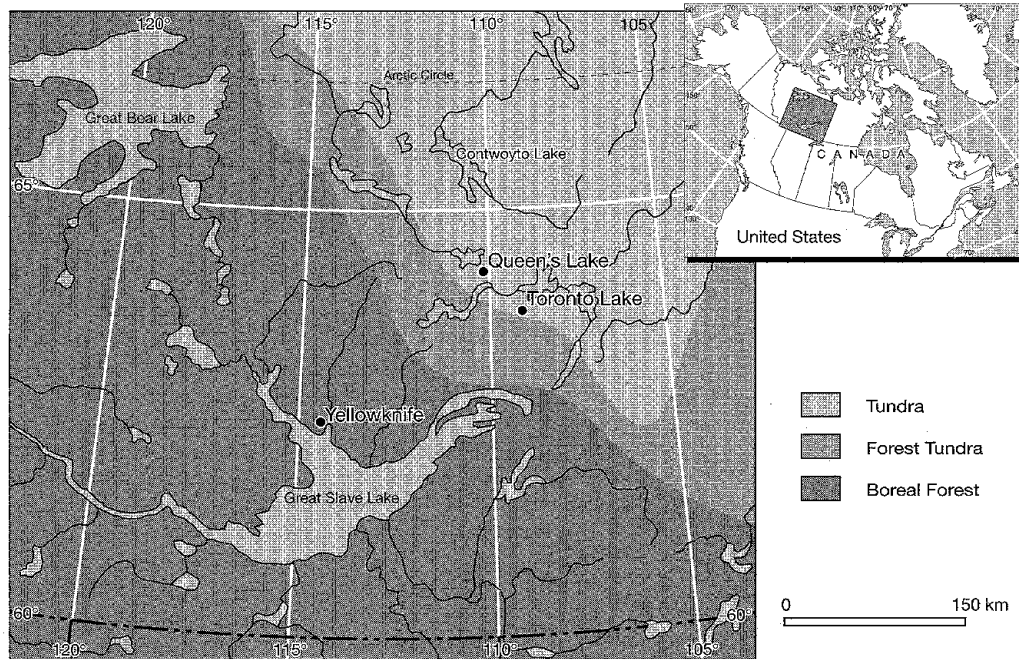 120°
115°
110°
105°
Arctic Circle
Great Bear Lake
Contwoyto Lake
65°
Queen's Lake
Toronto Lake
Yellowknife
Great Slave Lake
60°
60°
120°
115°
110°
105°
CANADA
United States
Tundra
Forest Tundra
Boreal Forest
0 150 km